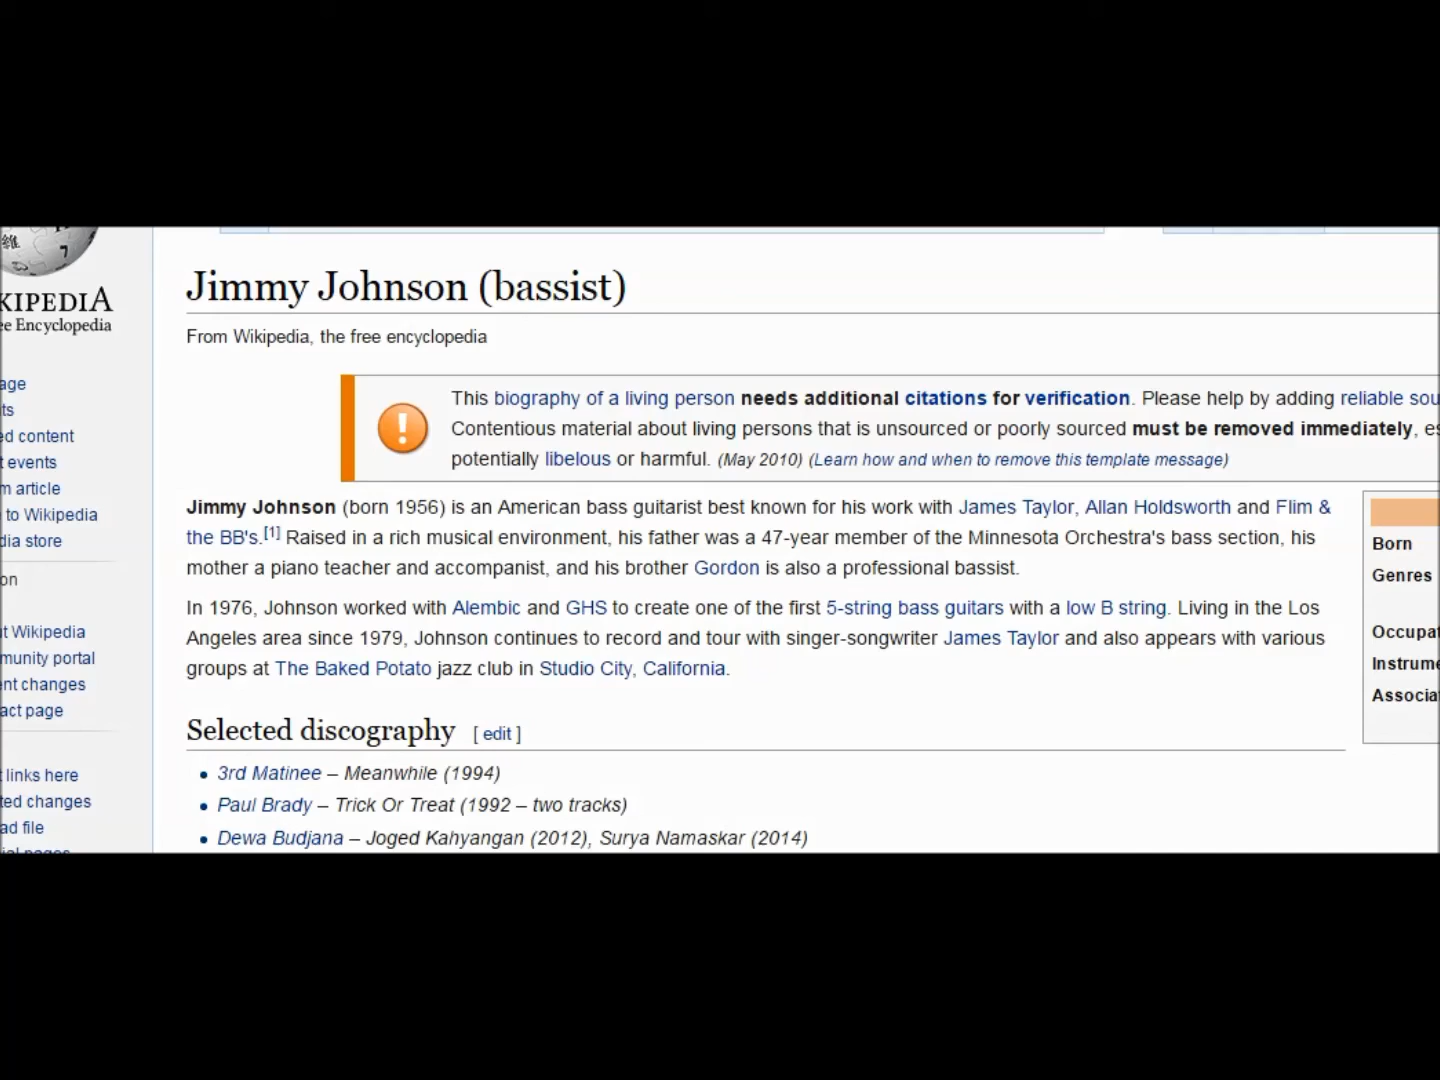 維
7
KIPEDIA
ee Encyclopedia
age
ts
ed content
t events
m article
to Wikipedia
dia store
on
ut Wikipedia
munity portal
ent changes
act page
links here
ted changes
ad file
ial pages
Jimmy Johnson (bassist)
From Wikipedia, the free encyclopedia
This biography of a living person needs additional citations for verification. Please help by adding reliable sou
Contentious material about living persons that is unsourced or poorly sourced must be removed immediately, es
potentially libelous or harmful. (May 2010) (Learn how and when to remove this template message)
Jimmy Johnson (born 1956) is an American bass guitarist best known for his work with James Taylor, Allan Holdsworth and Flim &
the BB's.[1] Raised in a rich musical environment, his father was a 47-year member of the Minnesota Orchestra's bass section, his
mother a piano teacher and accompanist, and his brother Gordon is also a professional bassist.
In 1976, Johnson worked with Alembic and GHS to create one of the first 5-string bass guitars with a low B string. Living in the Los
Angeles area since 1979, Johnson continues to record and tour with singer-songwriter James Taylor and also appears with various
groups at The Baked Potato jazz club in Studio City, California.
Selected discography [ edit ]
• 3rd Matinee – Meanwhile (1994)
• Paul Brady – Trick Or Treat (1992 – two tracks)
• Dewa Budjana – Joged Kahyangan (2012), Surya Namaskar (2014)
Born
Genres
Occupat
Instrume
Associat